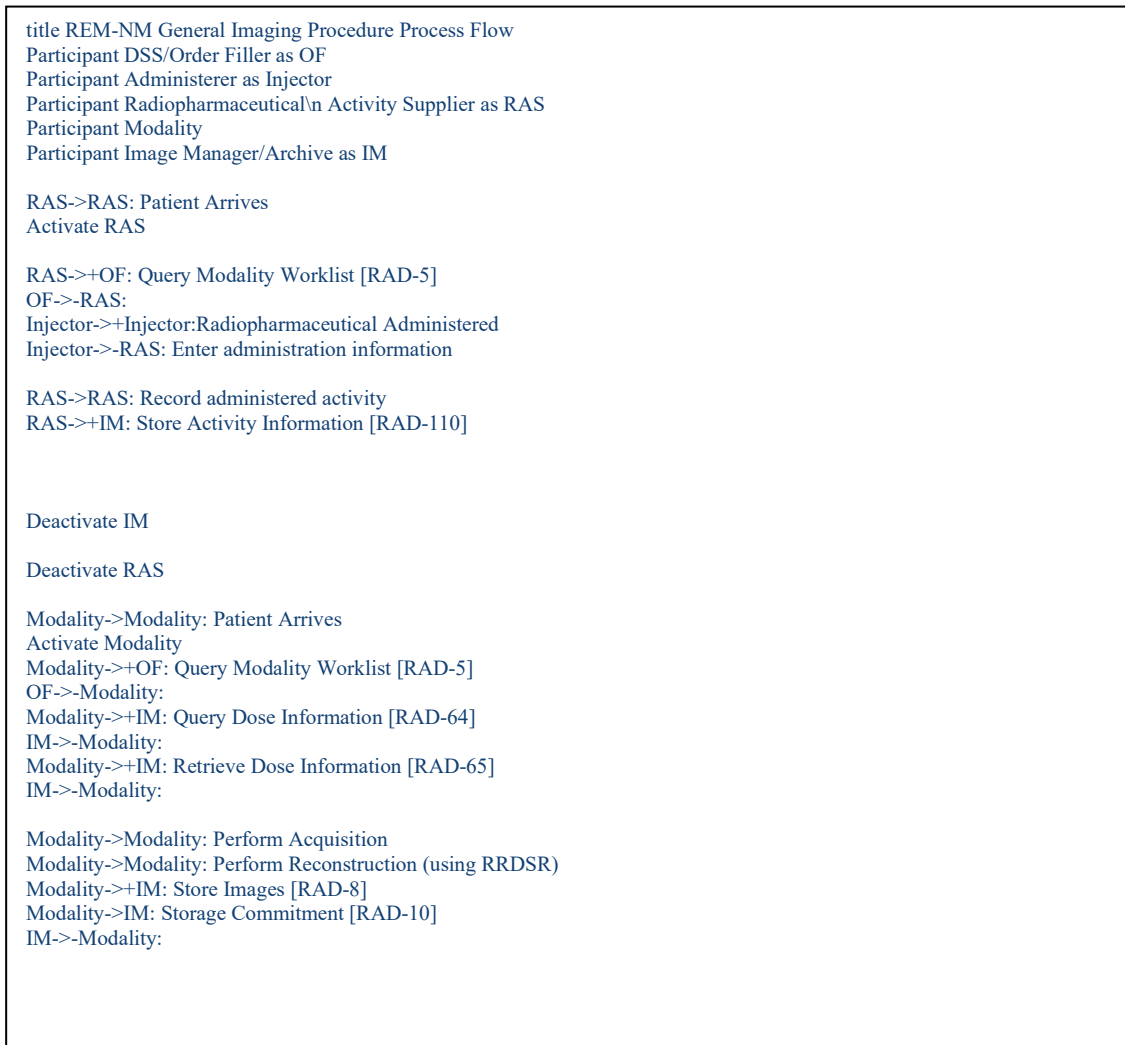 title REM-NM General Imaging Procedure Process Flow
Participant DSS/Order Filler as OF
Participant Administerer as Injector
Participant Radiopharmaceutical\n Activity Supplier as RAS
Participant Modality
Participant Image Manager/Archive as IM
RAS->RAS: Patient Arrives
Activate RAS
RAS->+OF: Query Modality Worklist [RAD-5]
OF->-RAS:
Injector->+Injector:Radiopharmaceutical Administered
Injector->-RAS: Enter administration information
RAS->RAS: Record administered activity
RAS->+IM: Store Activity Information [RAD-110]
Deactivate IM
Deactivate RAS
Modality->Modality: Patient Arrives
Activate Modality
Modality->+OF: Query Modality Worklist [RAD-5]
OF->-Modality:
Modality->+IM: Query Dose Information [RAD-64]
IM->-Modality:
Modality->+IM: Retrieve Dose Information [RAD-65]
IM->-Modality:
Modality->Modality: Perform Acquisition
Modality->Modality: Perform Reconstruction (using RRDSR)
Modality->+IM: Store Images [RAD-8]
Modality->IM: Storage Commitment [RAD-10]
IM->-Modality: